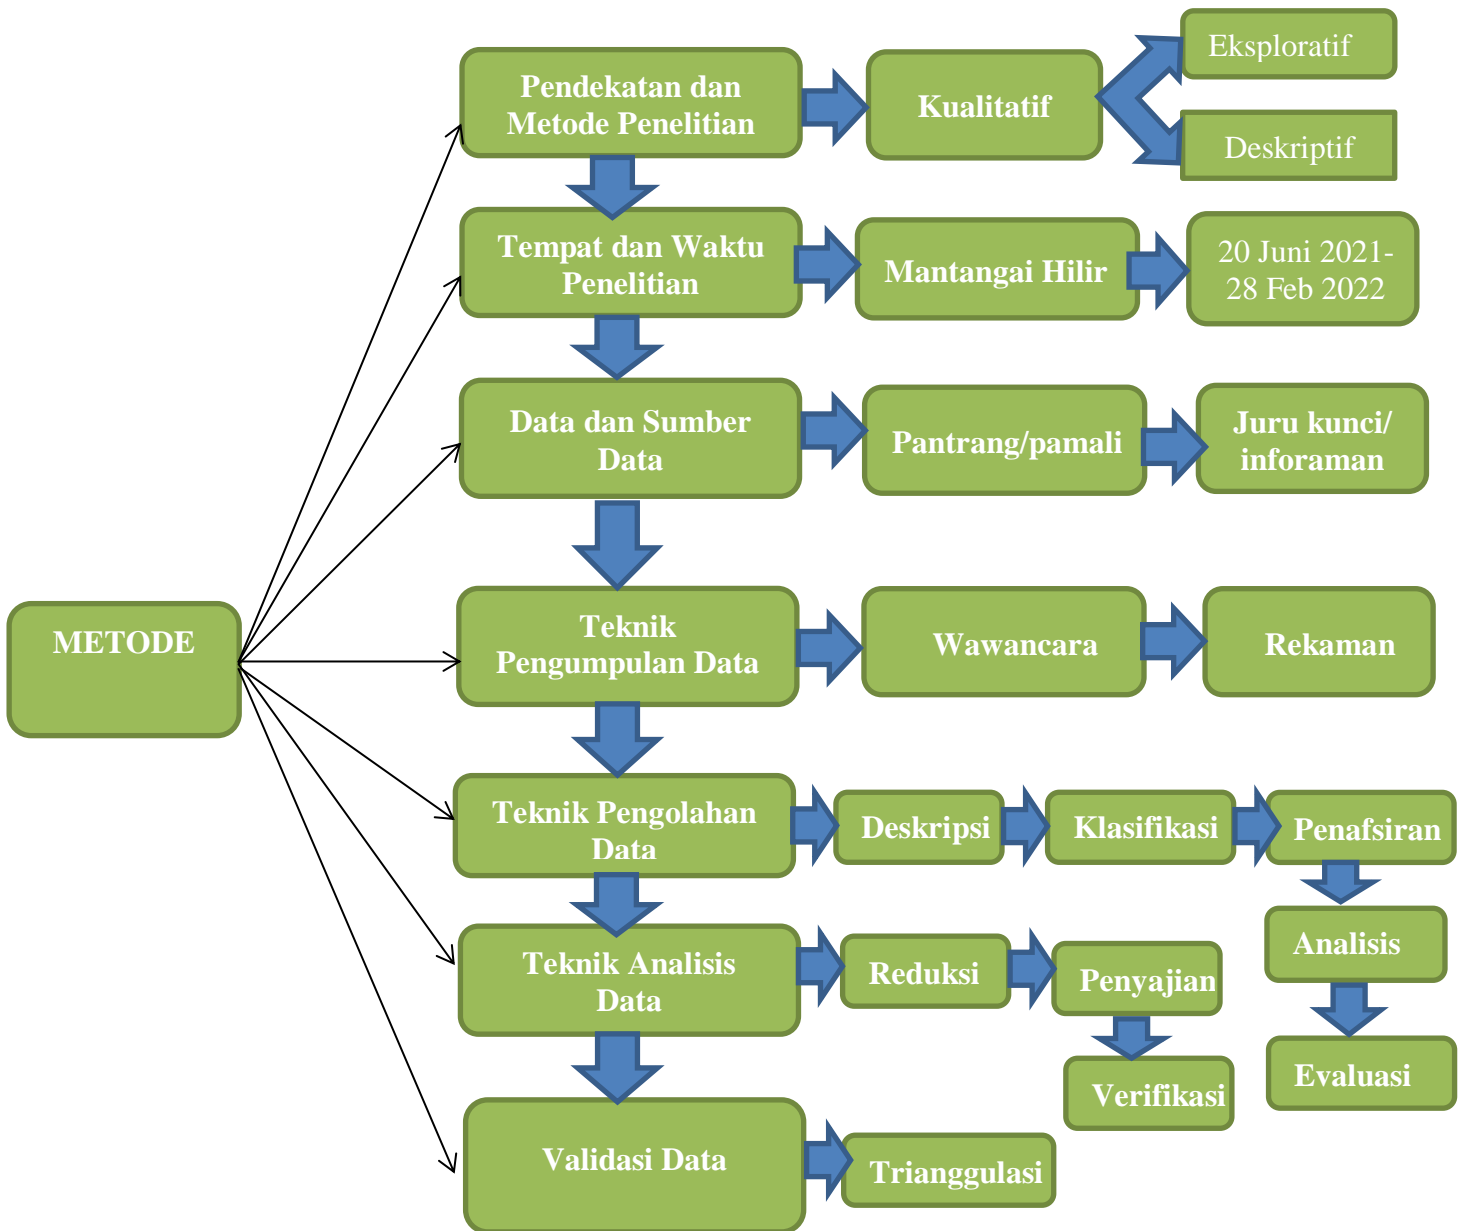 Pendekatan dan
Metode Penelitian
Kualitatif
Eksploratif
Deskriptif
Tempat dan Waktu
Penelitian
Mantangai Hilir
20 Juni 2021-
28 Feb 2022
Data dan Sumber
Data
Pantrang/pamali
Juru kunci/
inforaman
METODE
Teknik
Pengumpulan Data
Wawancara
Rekaman
Teknik Pengolahan
Data
Deskripsi
Klasifikasi
Penafsiran
Analisis
Evaluasi
Teknik Analisis
Data
Reduksi
Penyajian
Verifikasi
Validasi Data
Trianggulasi